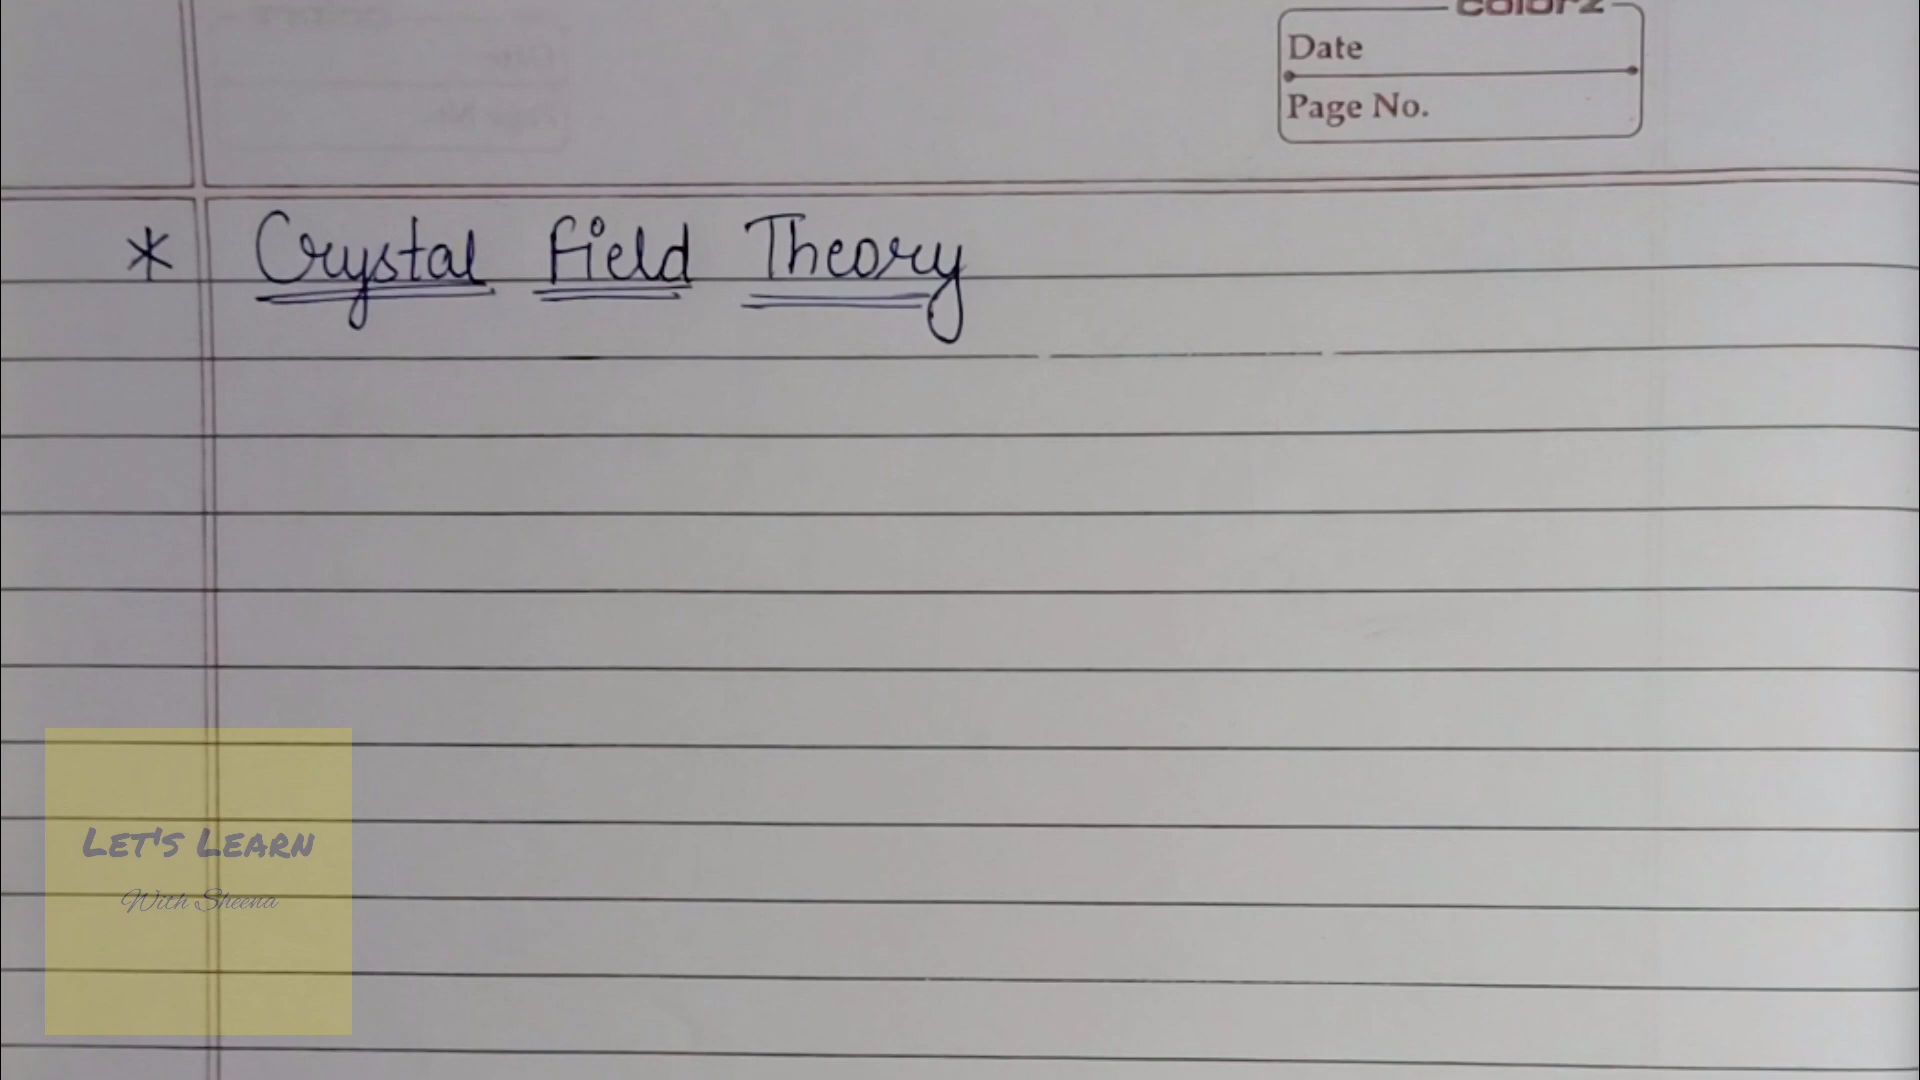 colorz
Date
Page No.
* Crystal Field Theory
LET'S LEARN
With Sheena